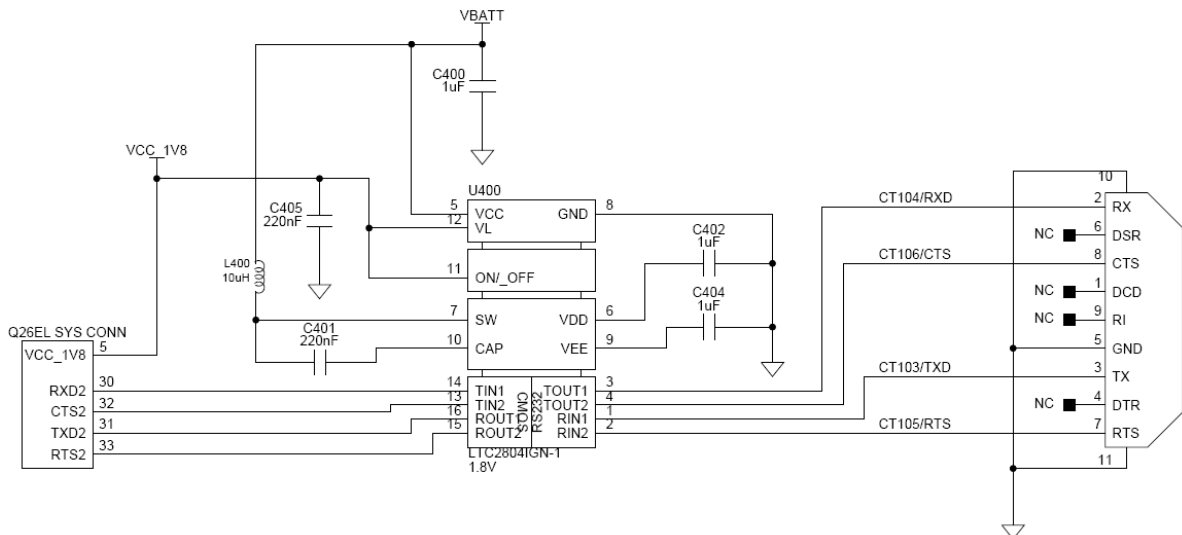 VBATT
C400
1uF
VCC_1V8
U400
C405
220nF
5 VCC GND 8
12 VL
C402
1uF
11 ON/_OFF
L400
10uH
7 SW VDD 6
C404
1uF
C401
220nF
10 CAP VEE 9
Q26EL SYS CONN
VCC_1V8 5
RXD2 30
CTS2 32
TXD2 31
RTS2 33
14 TIN1 TOUT1 3
13 TIN2 TOUT2 4
16 ROUT1 RIN1 1
15 ROUT2 RIN2 2
CMOS
RS232
LTC2804IGN-1
1.8V
10
CT104/RXD 2 RX
NC 6 DSR
CT106/CTS 8 CTS
NC 1 DCD
NC 9 RI
5 GND
CT103/TXD 3 TX
NC 4 DTR
CT105/RTS 7 RTS
11